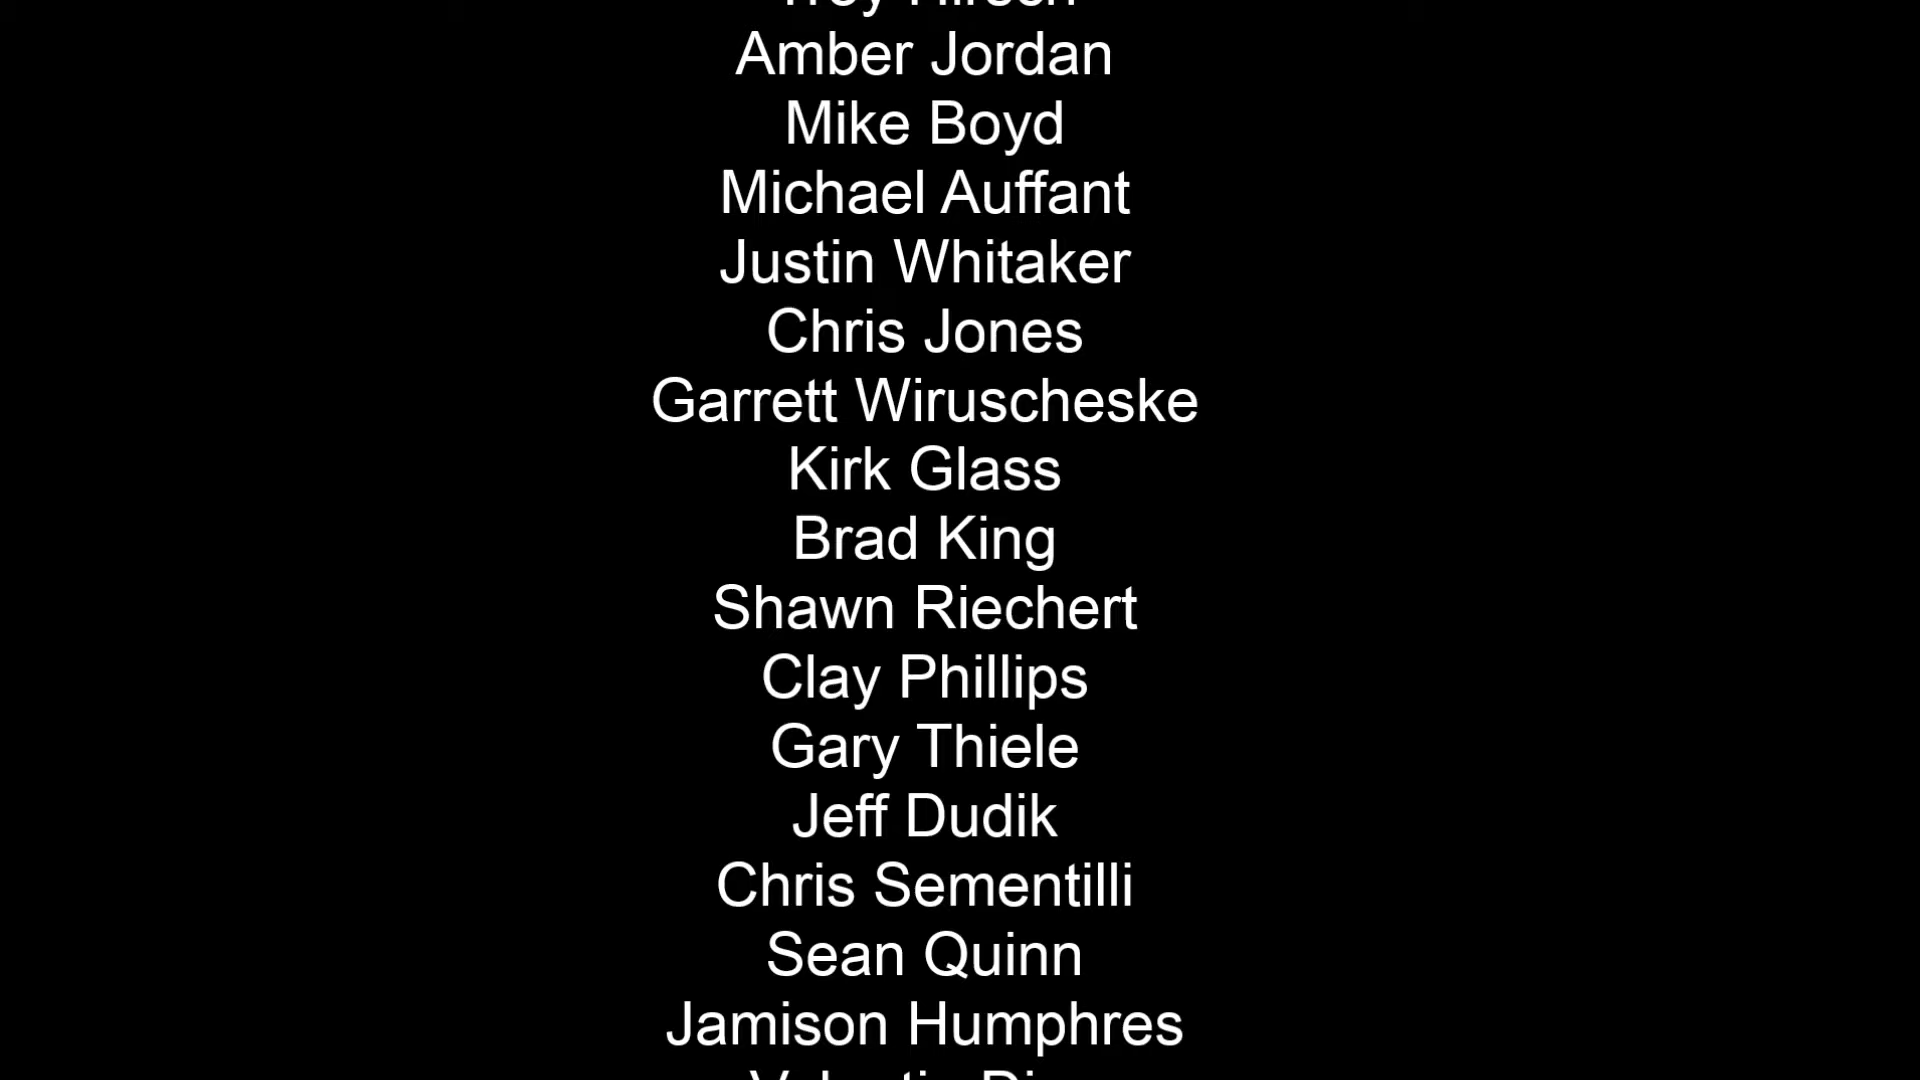 Amber Jordan
Mike Boyd
Michael Auffant
Justin Whitaker
Chris Jones
Garrett Wiruscheske
Kirk Glass
Brad King
Shawn Riechert
Clay Phillips
Gary Thiele
Jeff Dudik
Chris Sementilli
Sean Quinn
Jamison Humphres